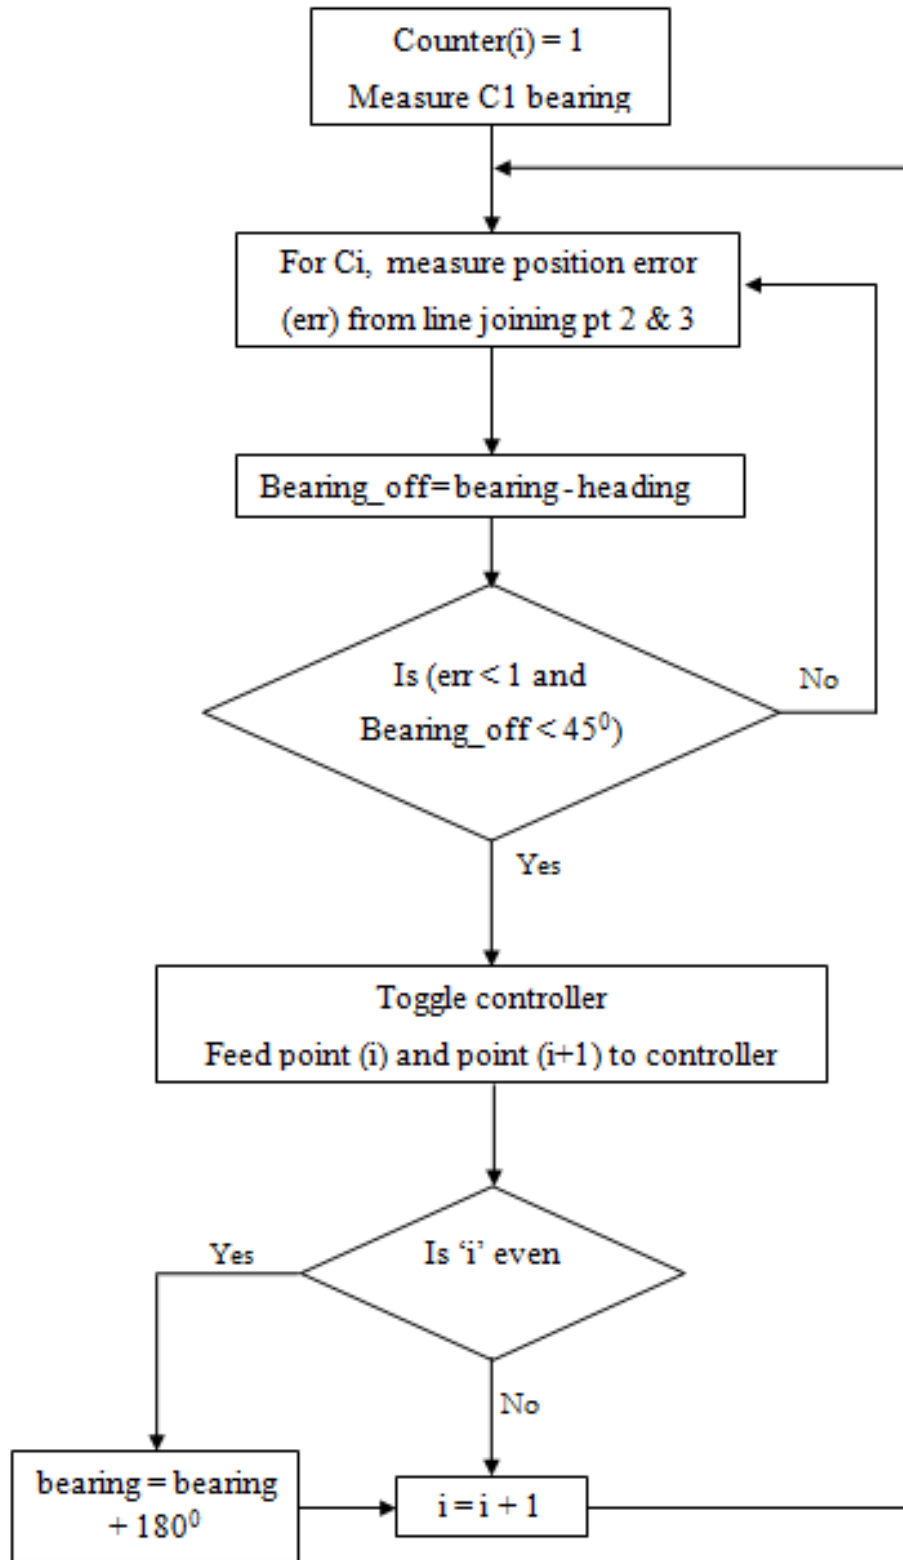 Counter(i) = 1
Measure C1 bearing
For Ci, measure position error
(err) from line joining pt 2 & 3
Bearing_off=bearing-heading
Is (err < 1 and
Bearing_off < 45⁰)
No
Yes
Toggle controller
Feed point (i) and point (i+1) to controller
Is ‘i’ even
Yes
No
bearing = bearing
+ 180⁰
i = i + 1